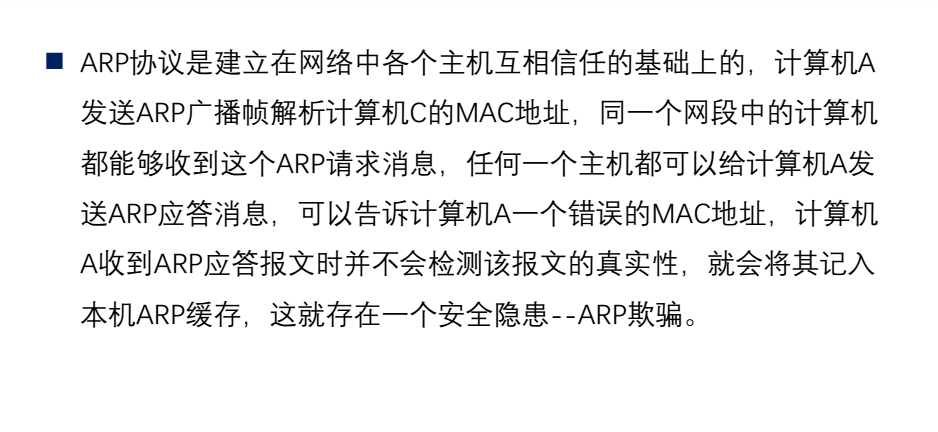 ■ ARP协议是建立在网络中各个主机互相信任的基础上的，计算机A
发送ARP广播帧解析计算机C的MAC地址，同一个网段中的计算机
都能够收到这个ARP请求消息，任何一个主机都可以给计算机A发
送ARP应答消息，可以告诉计算机A一个错误的MAC地址，计算机
A收到ARP应答报文时并不会检测该报文的真实性，就会将其记入
本机ARP缓存，这就存在一个安全隐患--ARP欺骗。